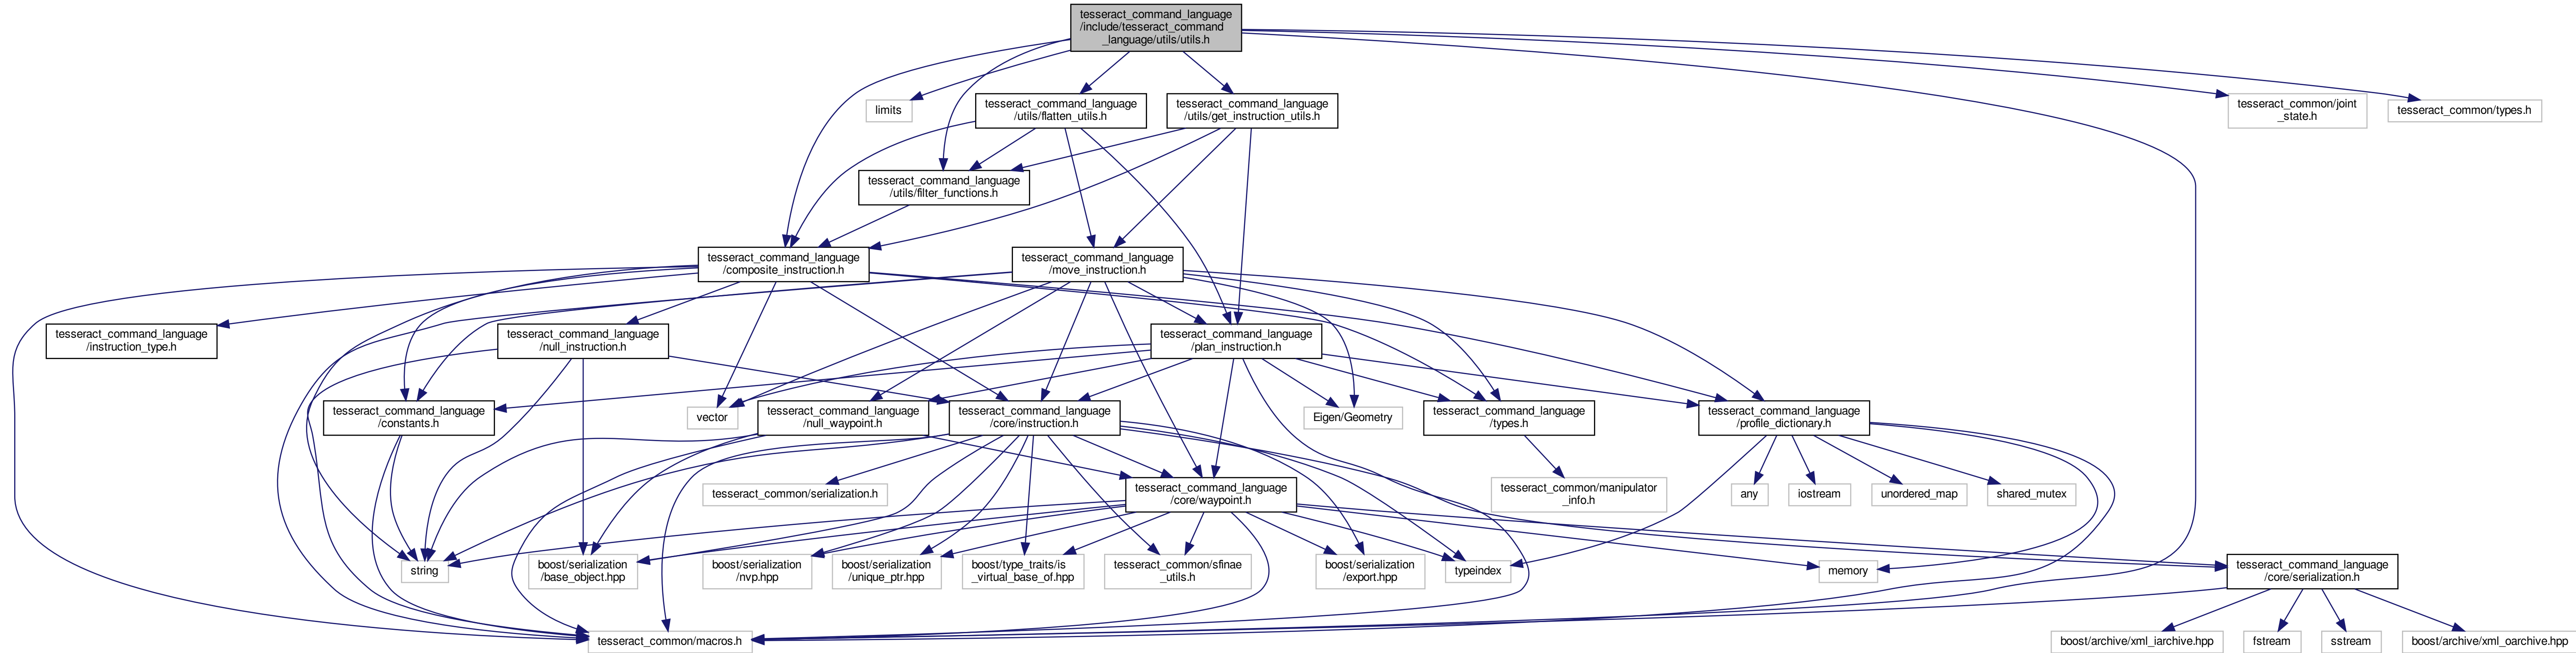 tesseract_command_language
/include/tesseract_command
_language/utils/utils.h
limits
tesseract_command_language
/utils/flatten_utils.h
tesseract_command_language
/utils/get_instruction_utils.h
tesseract_common/joint
_state.h
tesseract_common/types.h
tesseract_command_language
/utils/filter_functions.h
tesseract_command_language
/composite_instruction.h
tesseract_command_language
/move_instruction.h
tesseract_command_language
/instruction_type.h
tesseract_command_language
/null_instruction.h
tesseract_command_language
/plan_instruction.h
tesseract_command_language
/constants.h
vector
tesseract_command_language
/null_waypoint.h
tesseract_command_language
/core/instruction.h
Eigen/Geometry
tesseract_command_language
/types.h
tesseract_command_language
/profile_dictionary.h
tesseract_common/serialization.h
tesseract_command_language
/core/waypoint.h
tesseract_common/manipulator
_info.h
any
iostream
unordered_map
shared_mutex
string
boost/serialization
/base_object.hpp
boost/serialization
/nvp.hpp
boost/serialization
/unique_ptr.hpp
boost/type_traits/is
_virtual_base_of.hpp
tesseract_common/sfinae
_utils.h
boost/serialization
/export.hpp
typeindex
memory
tesseract_command_language
/core/serialization.h
tesseract_common/macros.h
boost/archive/xml_iarchive.hpp
fstream
sstream
boost/archive/xml_oarchive.hpp